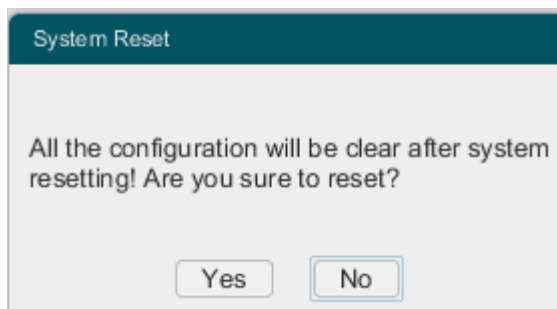 System Reset
All the configuration will be clear after system
resetting! Are you sure to reset?
Yes No